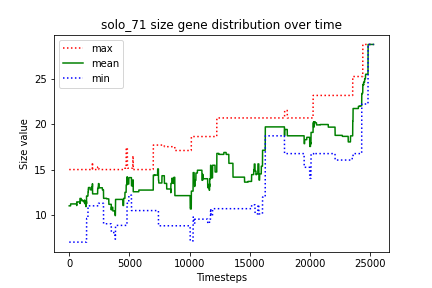 solo_71 size gene distribution over time
max
mean
min
Size value
25
20
15
10
0
5000
10000
15000
20000
25000
Timesteps